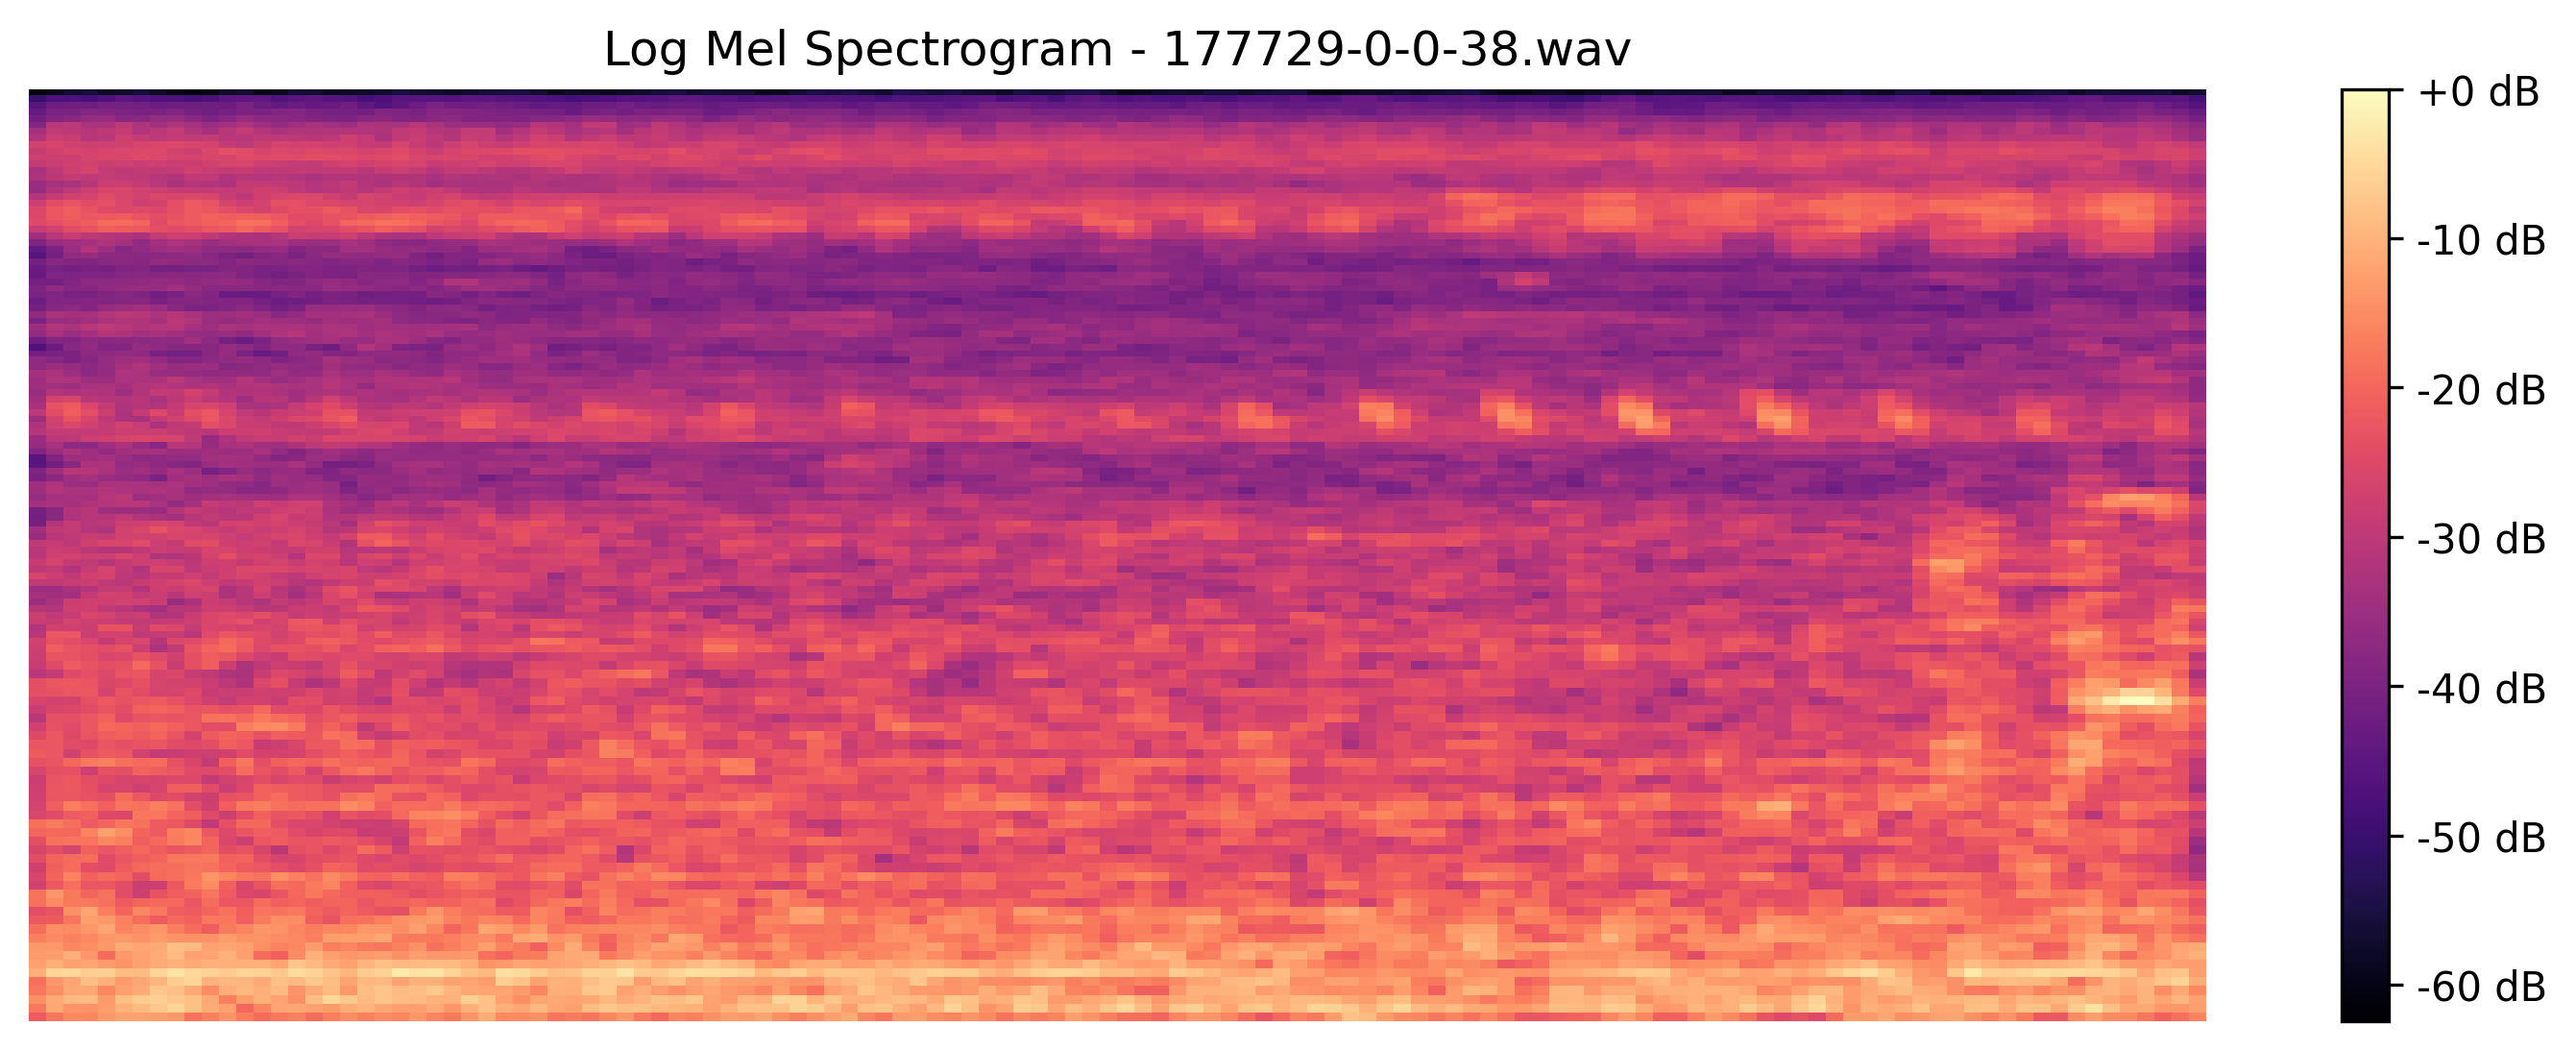 Log Mel Spectrogram - 177729-0-0-38.wav
+0 dB
-10 dB
-20 dB
-30 dB
-40 dB
-50 dB
-60 dB